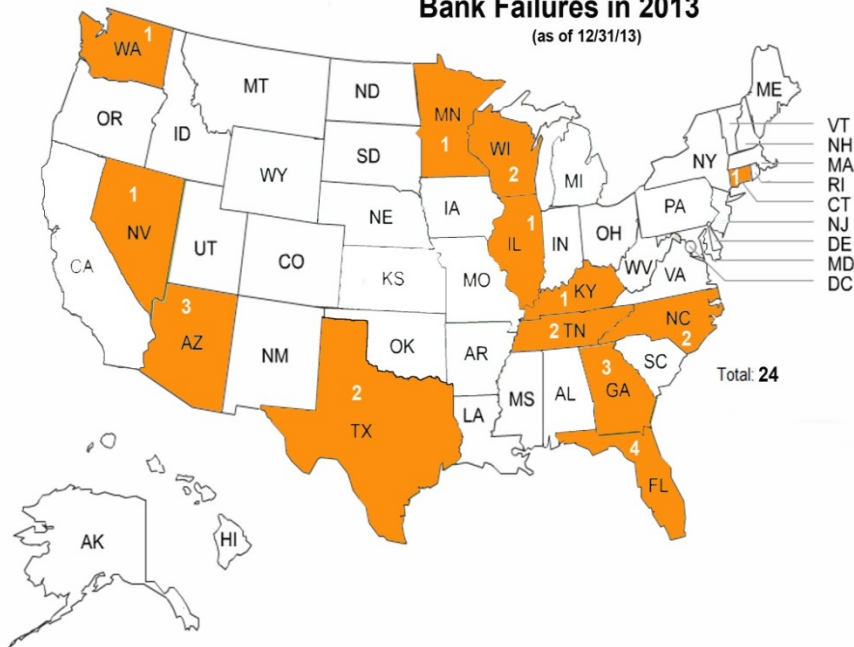 Bank Failures in 2013
(as of 12/31/13)
WA 1
MT
ND
MN
1
ME
OR
ID
SD
WI
2
MI
NY
VT
NH
MA
RI
CT
NJ
DE
MD
DC
1
WY
1
NV
NE
IA
PA
UT
CO
IL
1
IN
OH
WV
VA
CA
KS
MO
1 KY
3
AZ
NM
OK
AR
2 TN
NC
2
SC
2
TX
LA
MS
AL
3
GA
Total: 24
4
FL
AK
HI